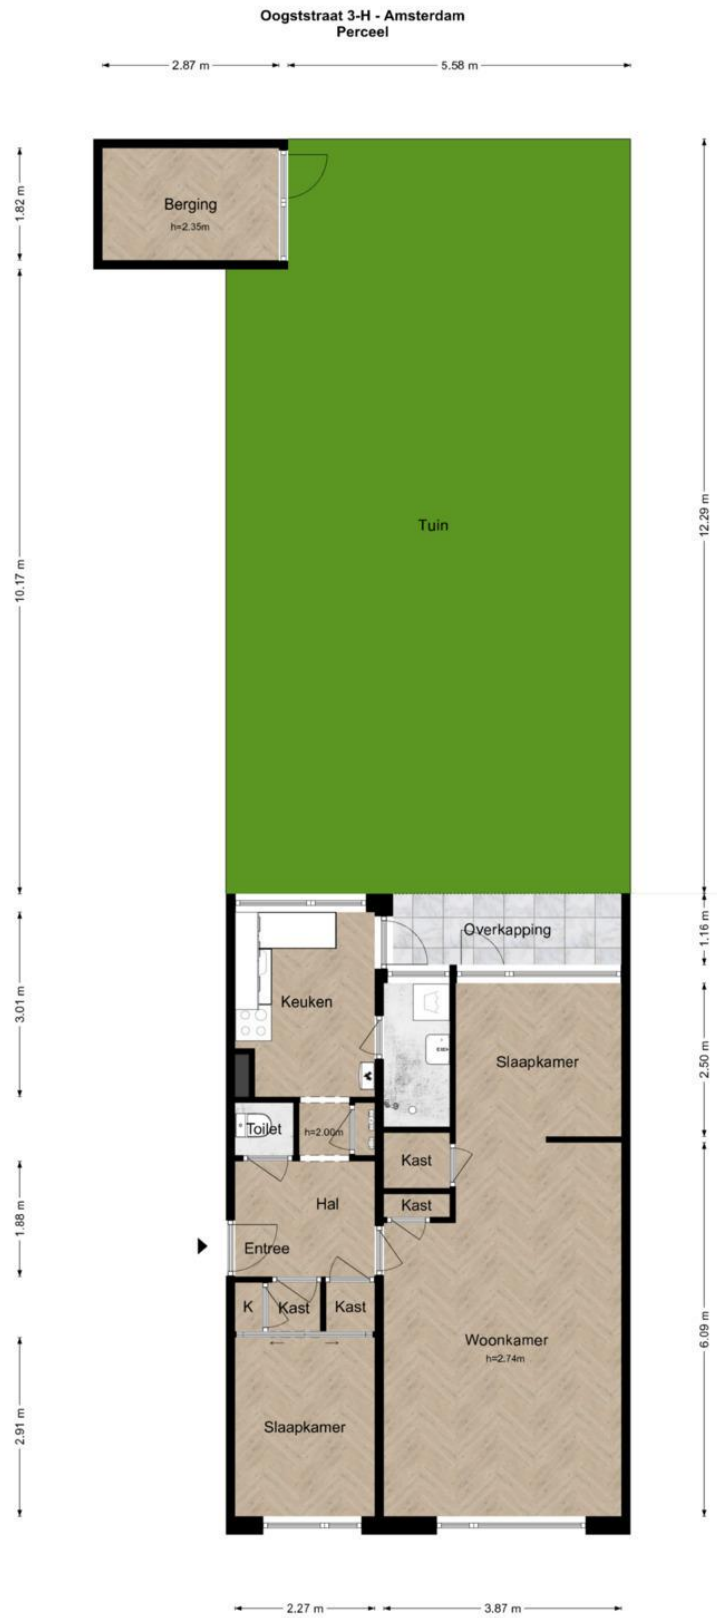 Oogststraat 3-H - Amsterdam
Perceel
2.87 m
5.58 m
1.82 m
Berging
h=2.35m
10.17 m
Tuin
12.29 m
Overkapping
1.16 m
3.01 m
Keuken
Slaapkamer
2.50 m
Toilet
h=2.00m
Kast
Kast
1.88 m
Hal
Entree
K
Kast
Kast
Woonkamer
h=2.74m
6.09 m
2.91 m
Slaapkamer
2.27 m
3.87 m